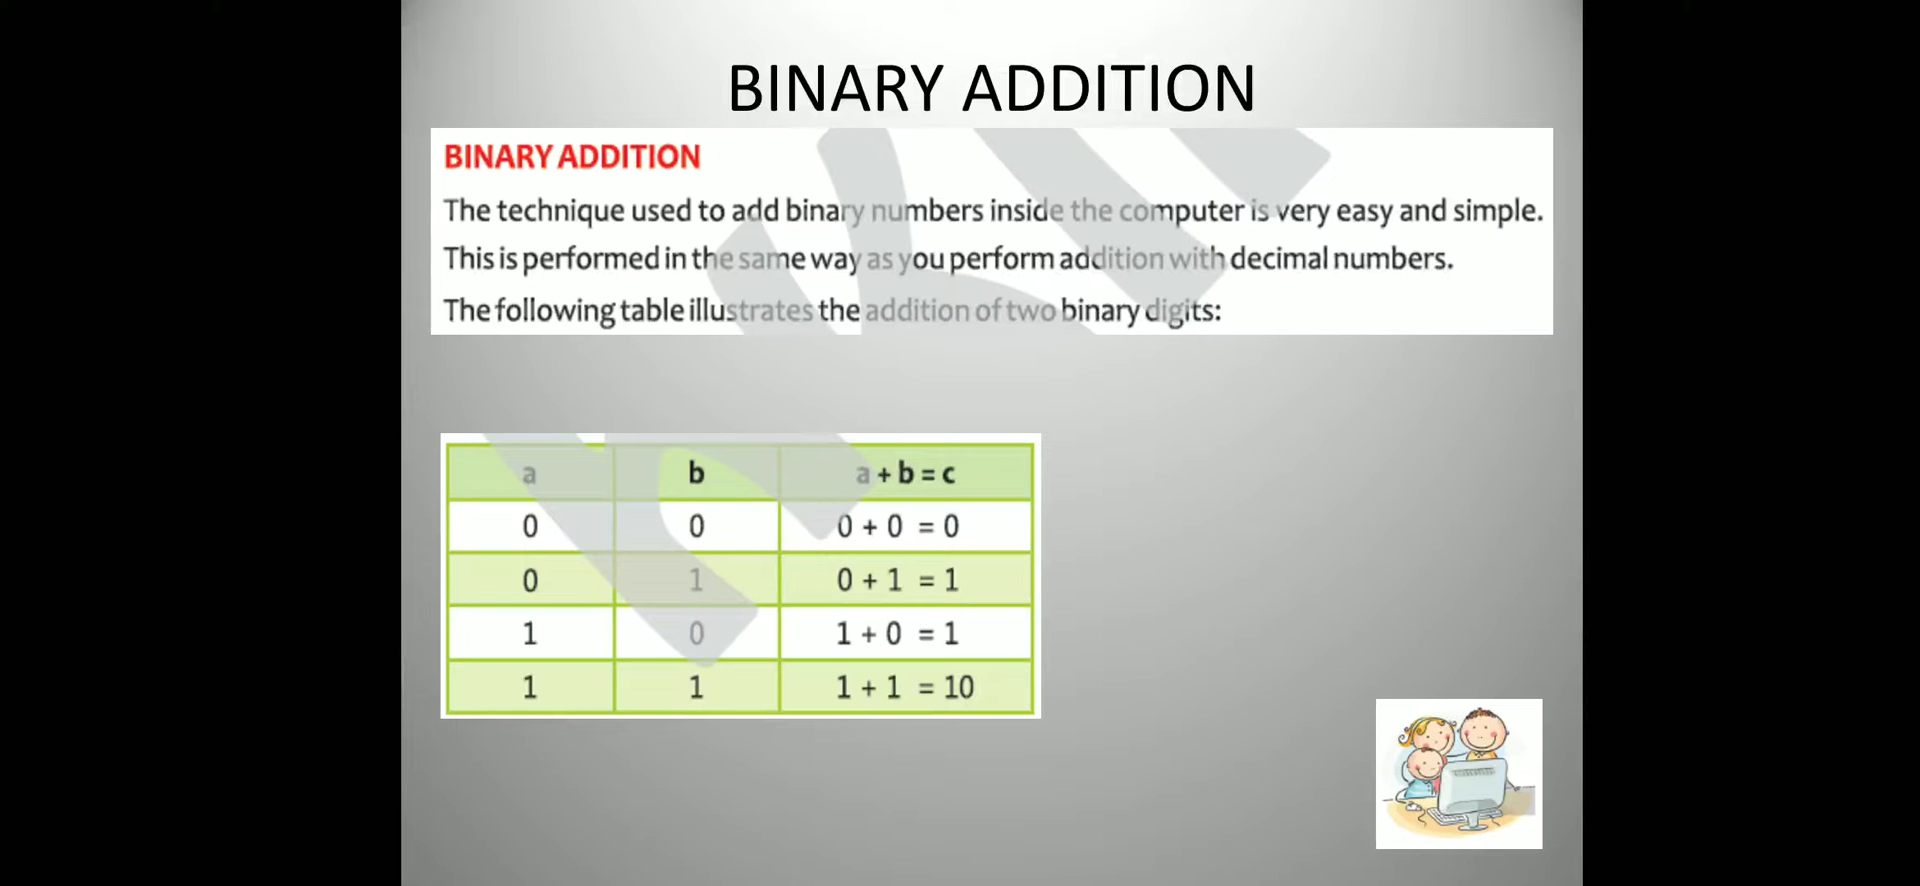 BINARY ADDITION
BINARY ADDITION
The technique used to add binary numbers inside the computer is very easy and simple.
This is performed in the same way as you perform addition with decimal numbers.
The following table illustrates the addition of two binary digits:
a b a + b = c
0 0 0 + 0 = 0
0 1 0 + 1 = 1
1 0 1 + 0 = 1
1 1 1 + 1 = 10